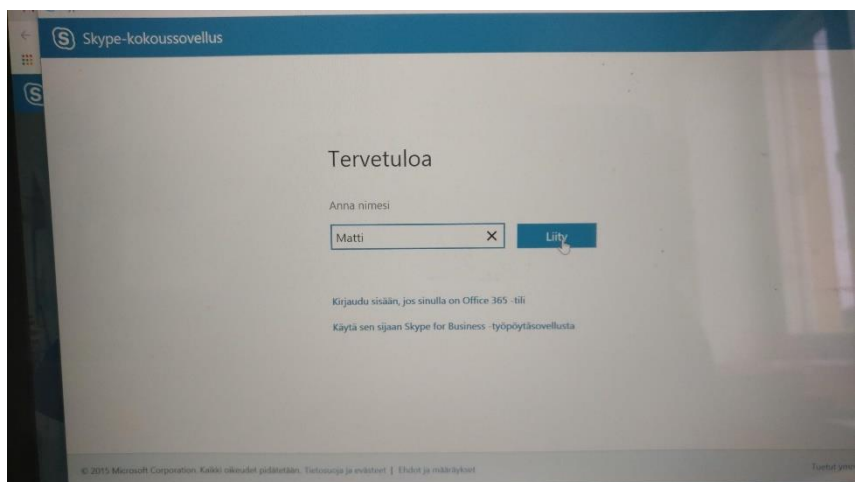 Skype-kokoussovellus
Tervetuloa
Anna nimesi
Matti
Liity
Kirjaudu sisään, jos sinulla on Office 365 -tili
Käytä sen sijaan Skype for Business -työpöytäsovellusta
© 2015 Microsoft Corporation. Kaikki oikeudet pidätetään. Tietosuoja ja evästeet | Ehdot ja määräykset
Tuetut